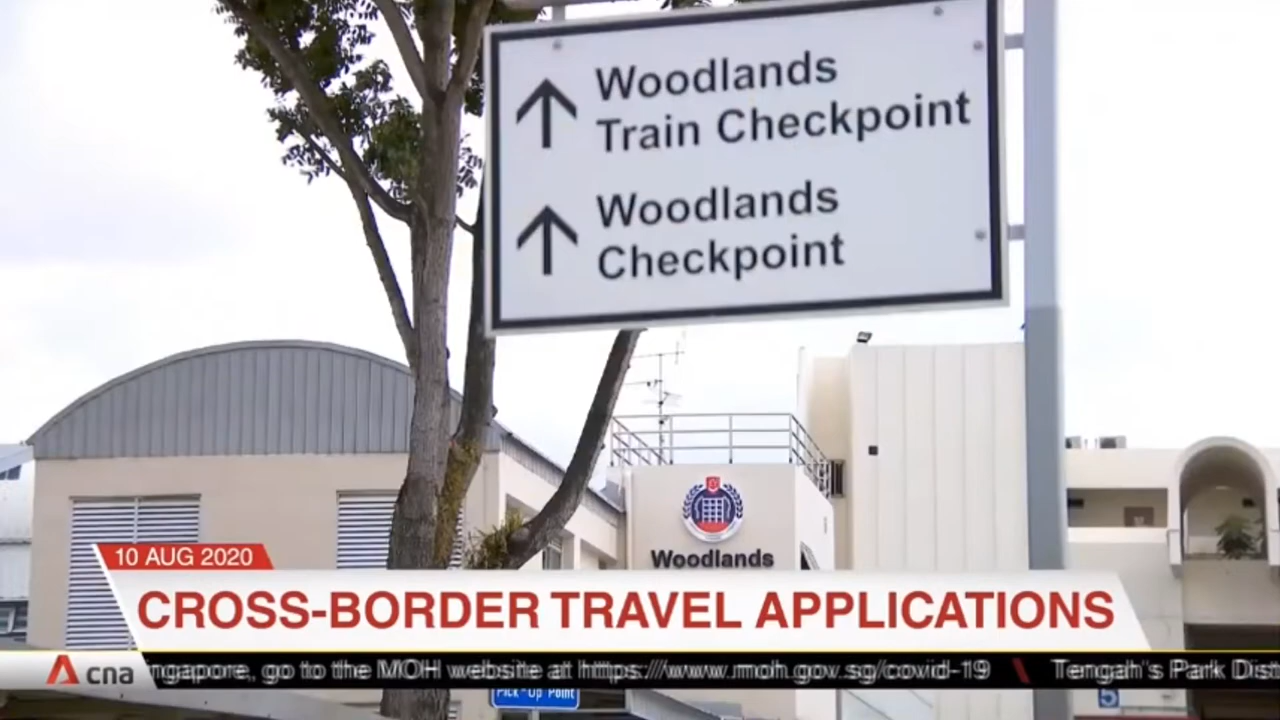 Woodlands
Train Checkpoint
Woodlands
Checkpoint
Woodlands
10 AUG 2020
CROSS-BORDER TRAVEL APPLICATIONS
cna
ngapore, go to the MOH website at https://www.moh.gov.sg/covid-19 \ Tengah's Park Dist
Pick-Up Point
5